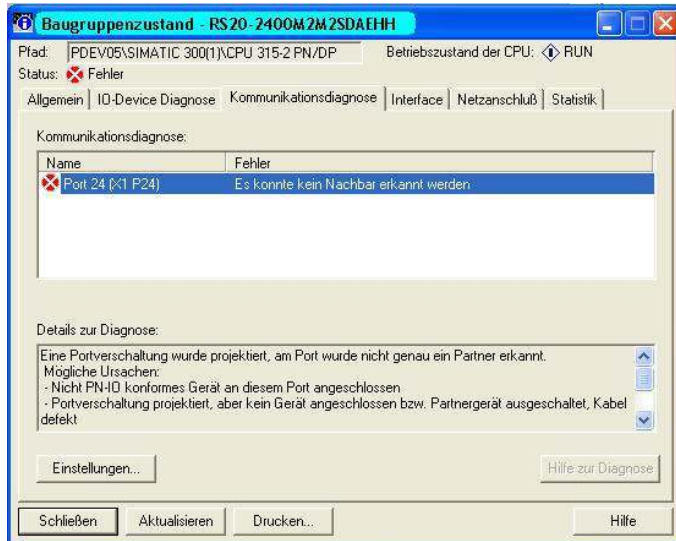 Baugruppenzustand - RS20-2400M2M2SDAEHH
Pfad: PDEV05\SIMATIC 300(1)\CPU 315-2 PN/DP Betriebszustand der CPU: RUN
Status: Fehler
Allgemein IO-Device Diagnose Kommunikationsdiagnose Interface Netzanschluß Statistik
Kommunikationsdiagnose:
Name Fehler
Port 24 (X1 P24) Es konnte kein Nachbar erkannt werden
Details zur Diagnose:
Eine Portverschaltung wurde projektiert, am Port wurde nicht genau ein Partner erkannt.
Mögliche Ursachen:
- Nicht PN-IO konformes Gerät an diesem Port angeschlossen
- Portverschaltung projektiert, aber kein Gerät angeschlossen bzw. Partnergerät ausgeschaltet, Kabel
defekt
Einstellungen... Hilfe zur Diagnose
Schließen Aktualisieren Drucken... Hilfe